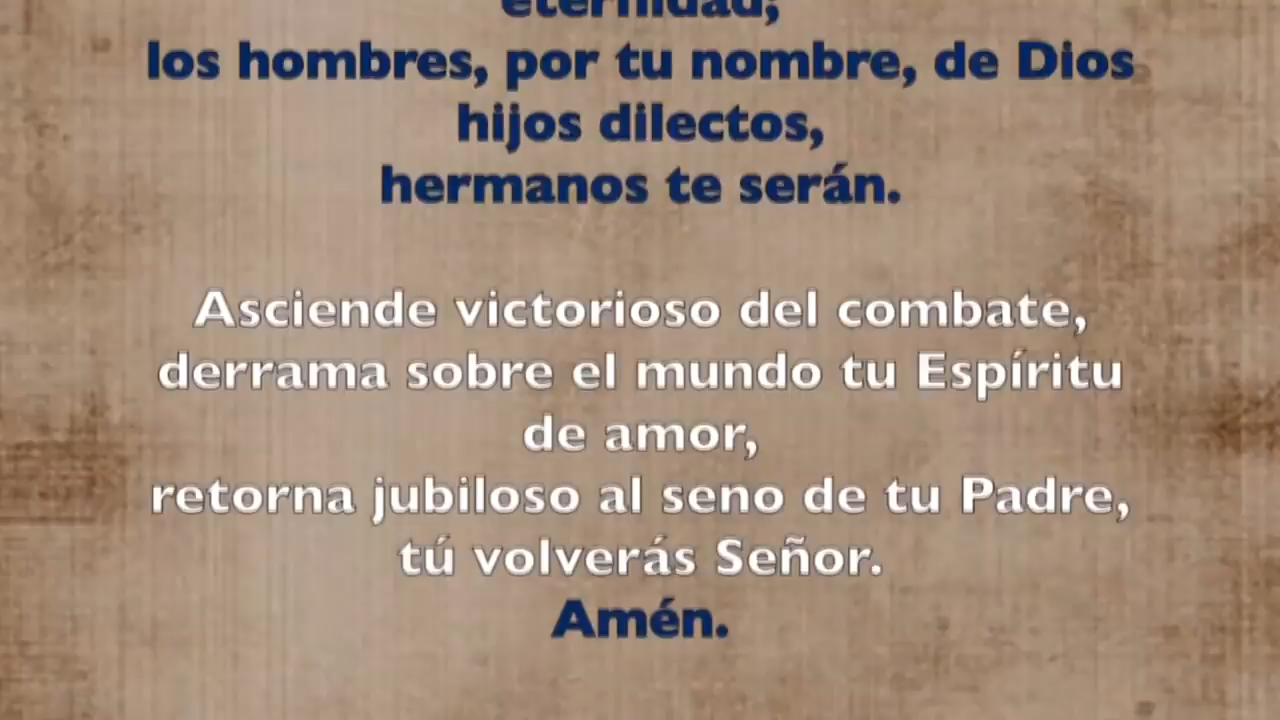 eternidad;
los hombres, por tu nombre, de Dios
hijos dilectos,
hermanos te serán.
Asciende victorioso del combate,
derrama sobre el mundo tu Espíritu
de amor,
retorna jubiloso al seno de tu Padre,
tú volverás Señor.
Amén.